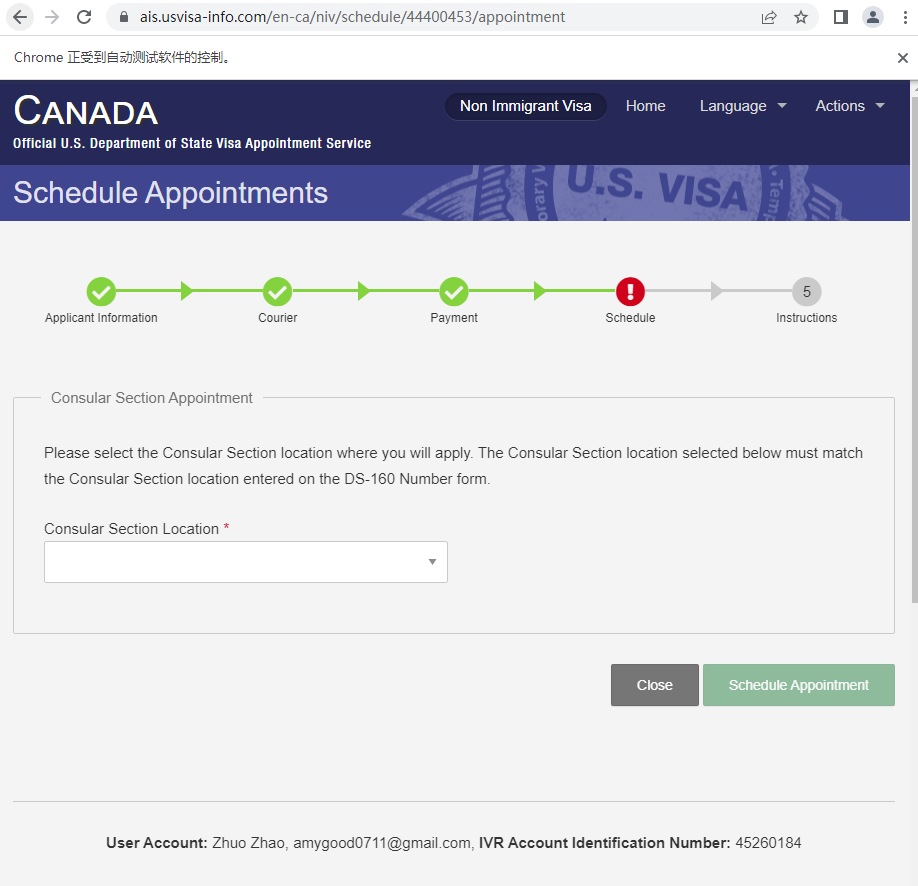 ais.usvisa-info.com/en-ca/niv/schedule/44400453/appointment
Chrome 正受到自动测试软件的控制。
CANADA
Non Immigrant Visa Home Language Actions
Official U.S. Department of State Visa Appointment Service
Schedule Appointments
U.S. VISA
orary V
Temp
5
Applicant Information Courier Payment Schedule Instructions
Consular Section Appointment
Please select the Consular Section location where you will apply. The Consular Section location selected below must match
the Consular Section location entered on the DS-160 Number form.
Consular Section Location *
Close Schedule Appointment
User Account: Zhuo Zhao, amygood0711@gmail.com, IVR Account Identification Number: 45260184